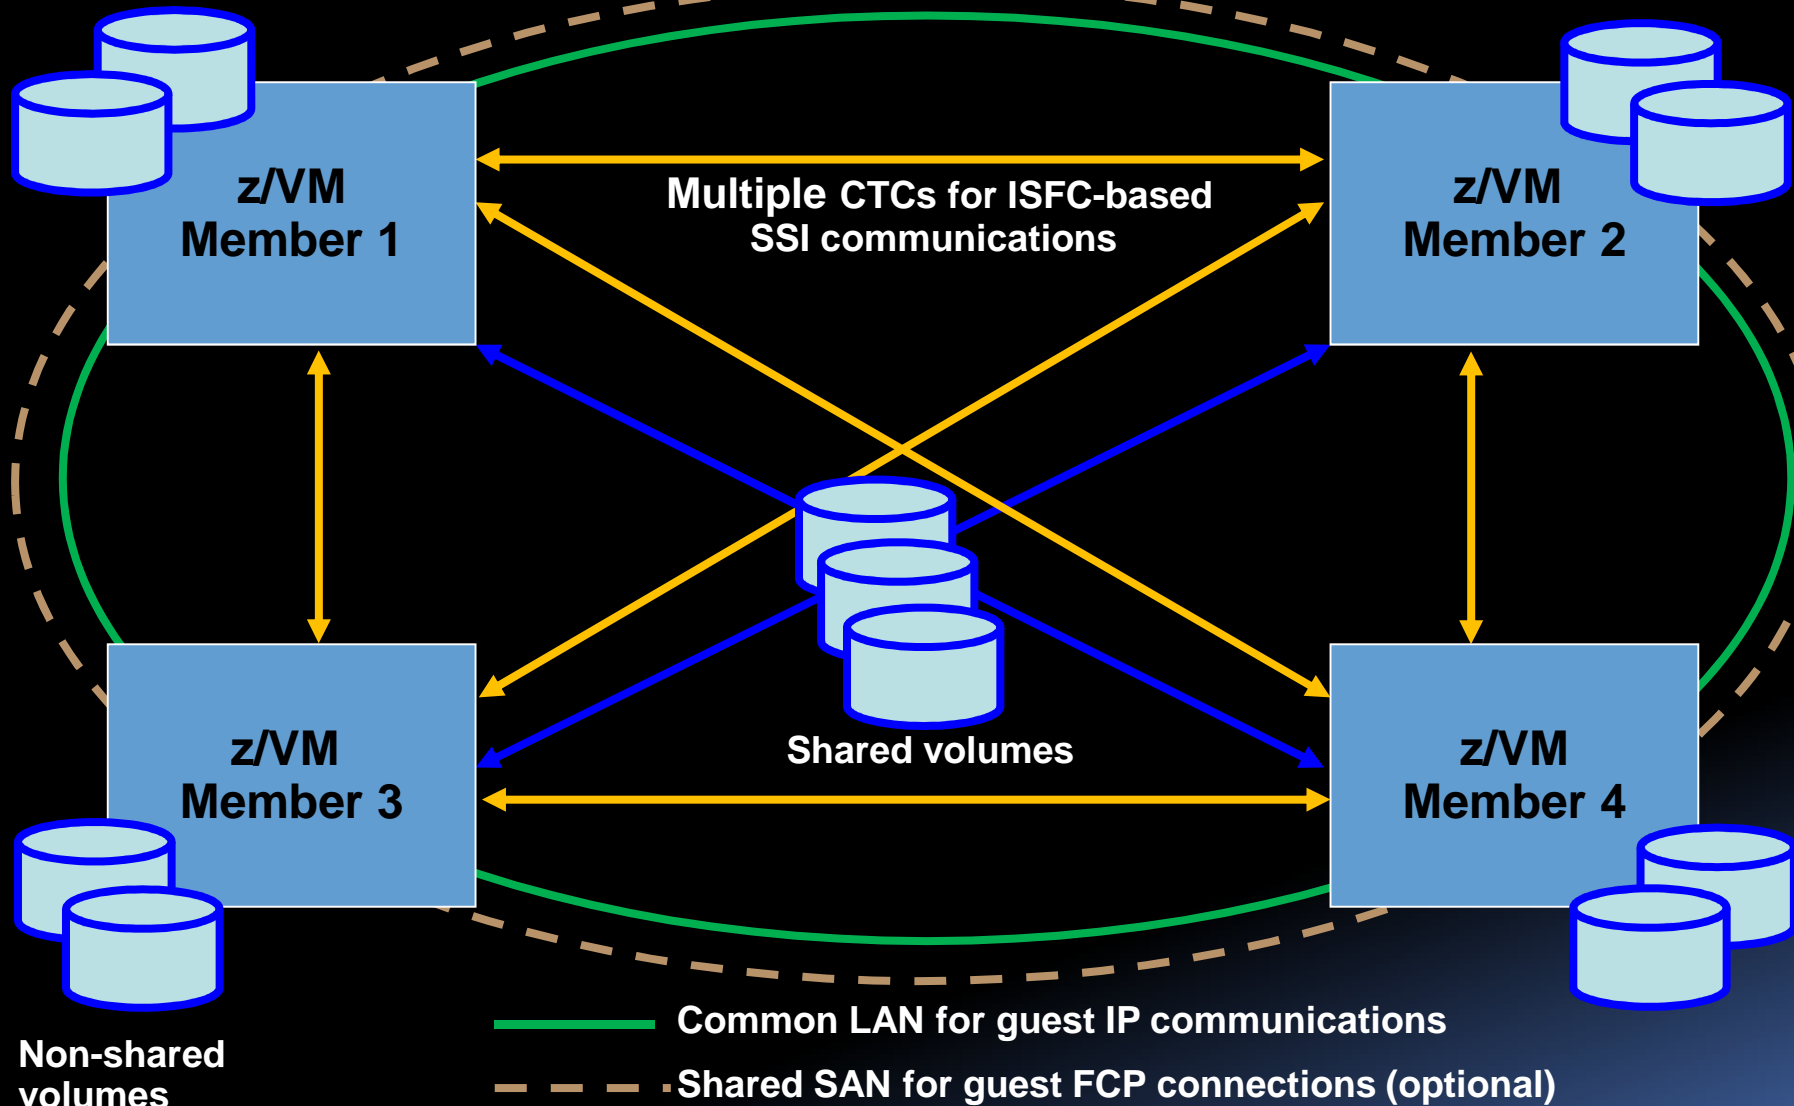 z/VM
Member 1
Multiple CTCs for ISFC-based
SSI communications
z/VM
Member 2
z/VM
Member 3
Shared volumes
z/VM
Member 4
Non-shared
volumes
Common LAN for guest IP communications
Shared SAN for guest FCP connections (optional)